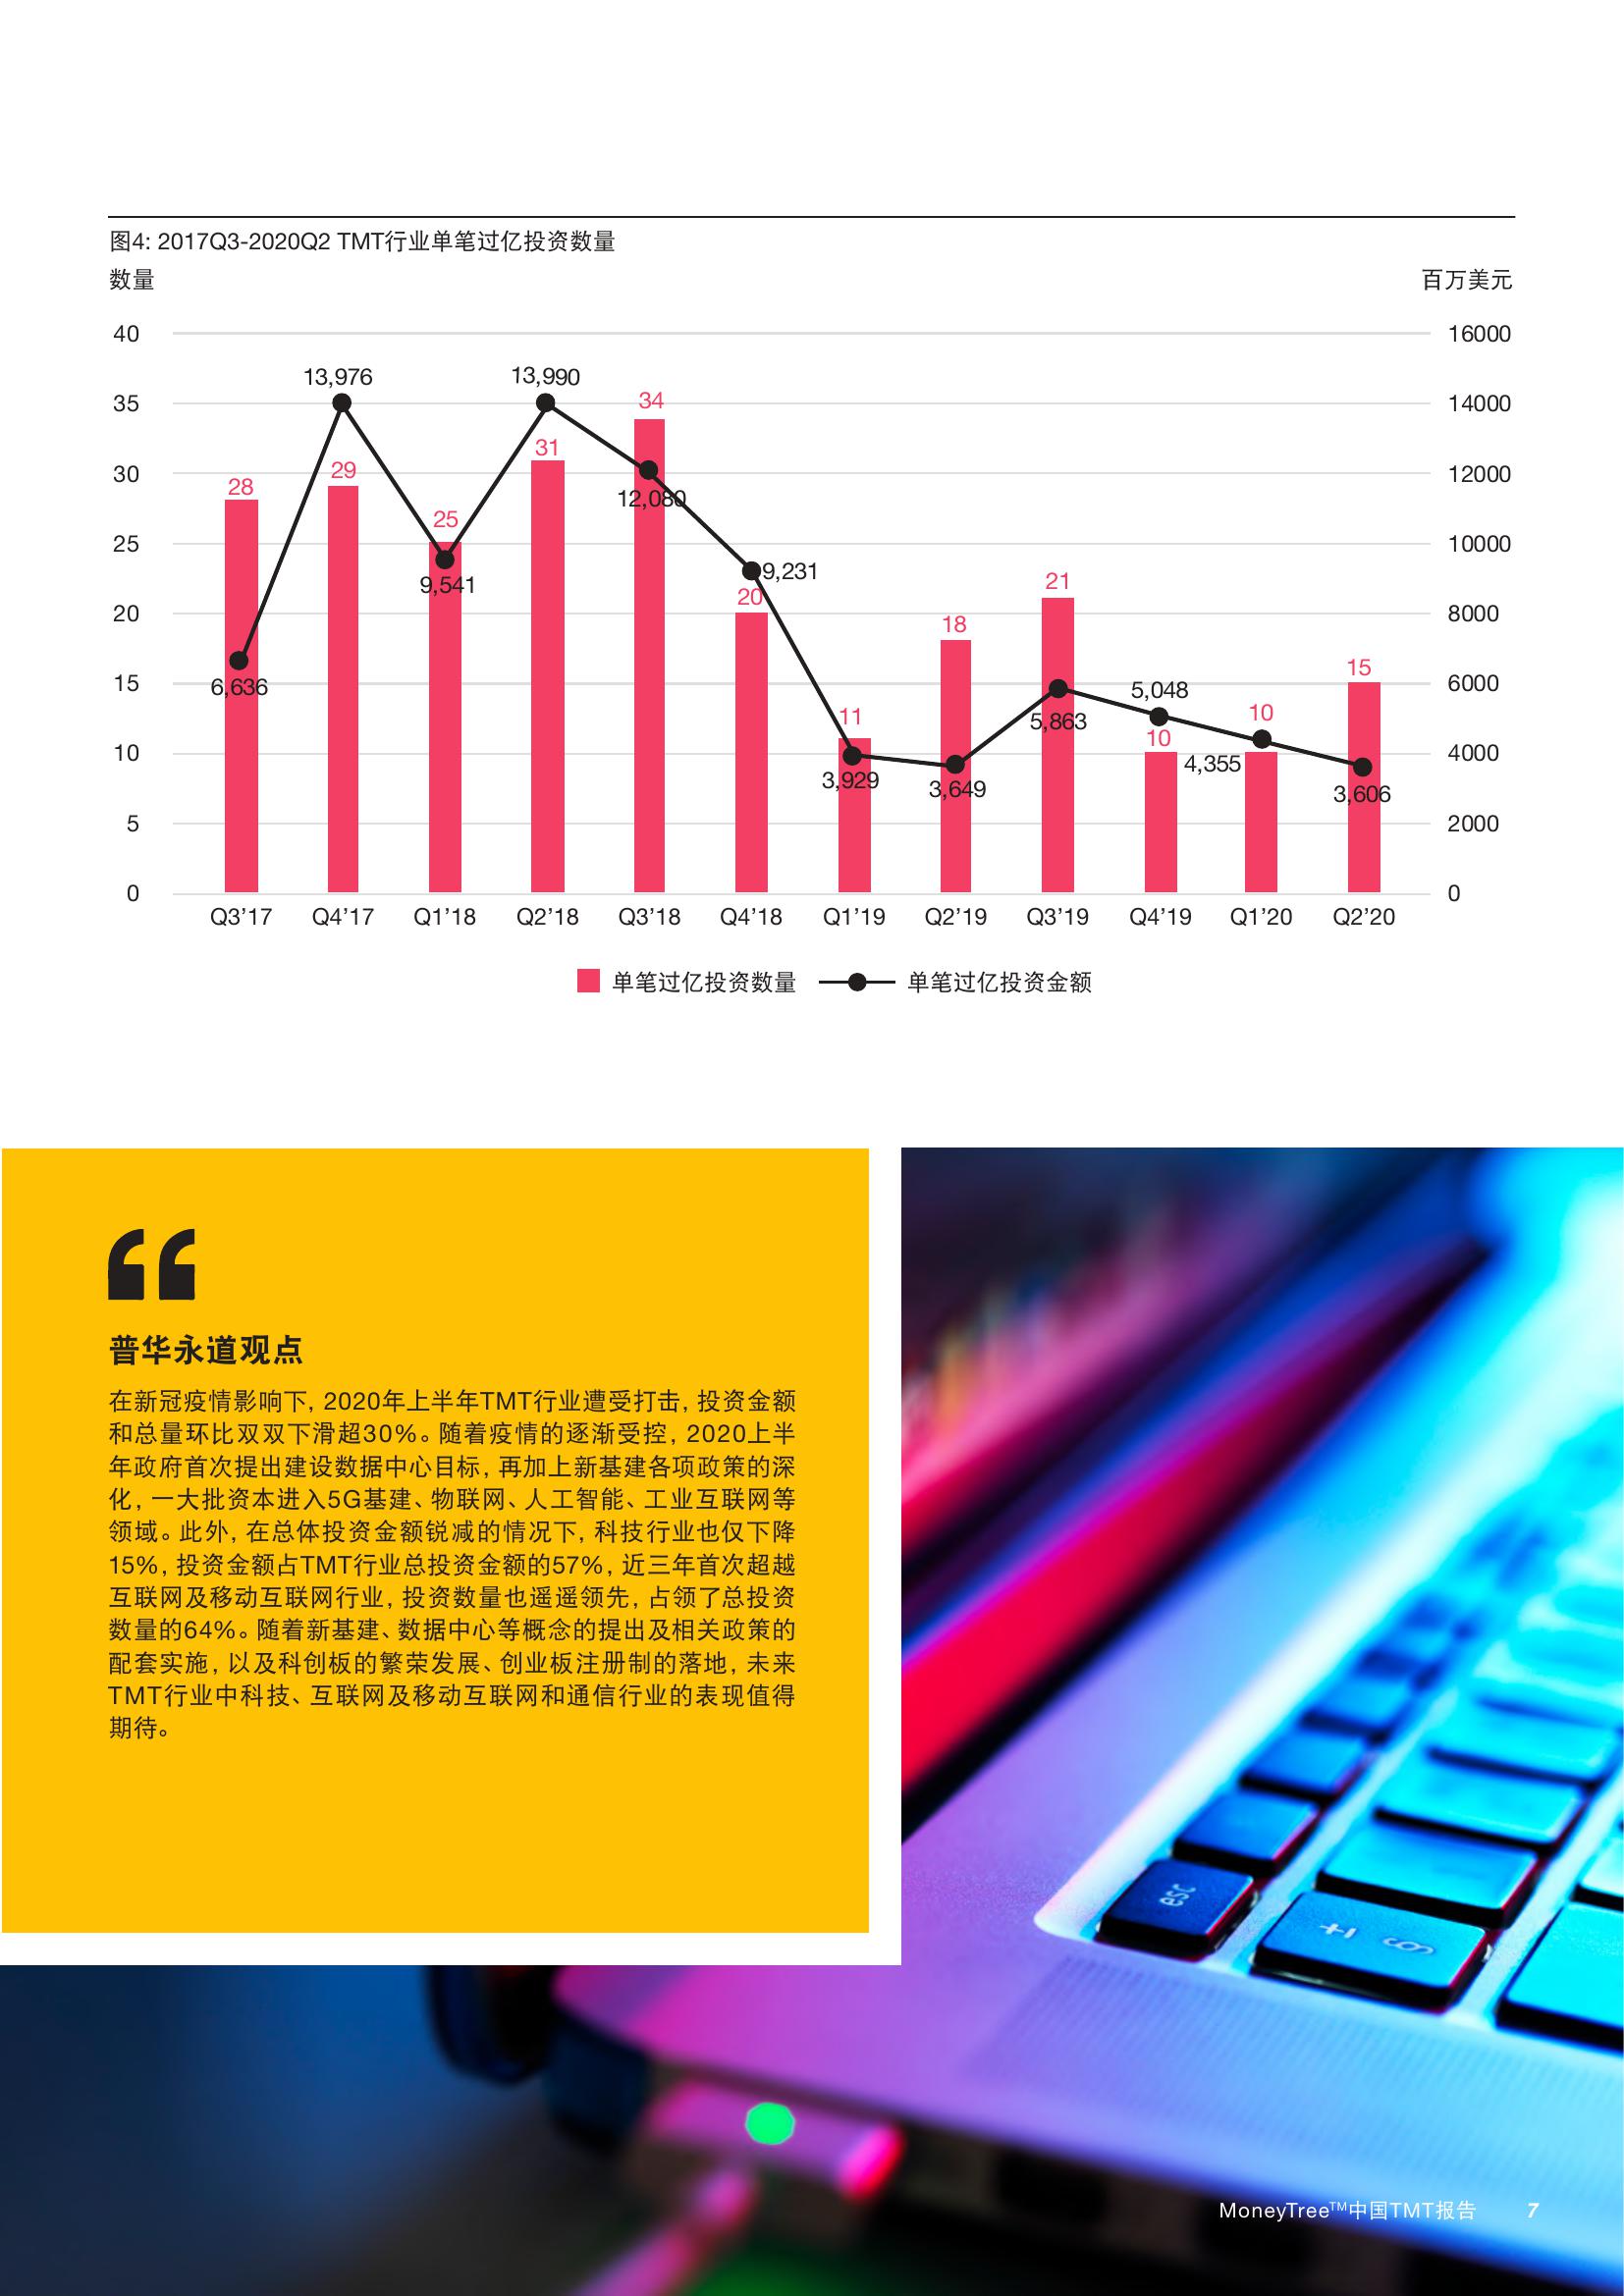 图4: 2017Q3-2020Q2 TMT行业单笔过亿投资数量
数量 百万美元
40 16000
13,976 13,990
35 34 14000
31
30 29 12000
28 12,080
25
25 10000
9,541 9,231
20
20 8000
21
18
6,636
15 15 6000
5,048
11 5,863 10 10
10 4,355 4000
3,929 3,649 3,606
5 2000
0 0
Q3’17 Q4’17 Q1’18 Q2’18 Q3’18 Q4’18 Q1’19 Q2’19 Q3’19 Q4’19 Q1’20 Q2’20
单笔过亿投资数量 单笔过亿投资金额
普华永道观点
在新冠疫情影响下, 2020年上半年TMT行业遭受打击, 投资金额
和总量环比双双下滑超30%。随着疫情的逐渐受控, 2020上半
年政府首次提出建设数据中心目标, 再加上新基建各项政策的深
化, 一大批资本进入5G基建、物联网、人工智能、工业互联网等
领域。此外, 在总体投资金额锐减的情况下, 科技行业也仅下降
15%, 投资金额占TMT行业总投资金额的57%, 近三年首次超越
互联网及移动互联网行业, 投资数量也遥遥领先, 占领了总投资
数量的64%。随着新基建、数据中心等概念的提出及相关政策的
配套实施, 以及科创板的繁荣发展、创业板注册制的落地, 未来
TMT行业中科技、互联网及移动互联网和通信行业的表现值得
期待。
esc
± §
MoneyTree™中国TMT报告 7